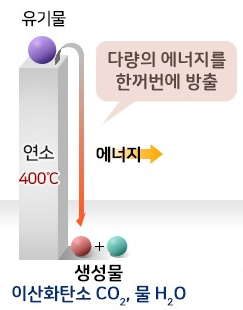 유기물
다량의 에너지를
한꺼번에 방출
연소
400℃
에너지
+
생성물
이산화탄소 CO₂, 물 H₂O